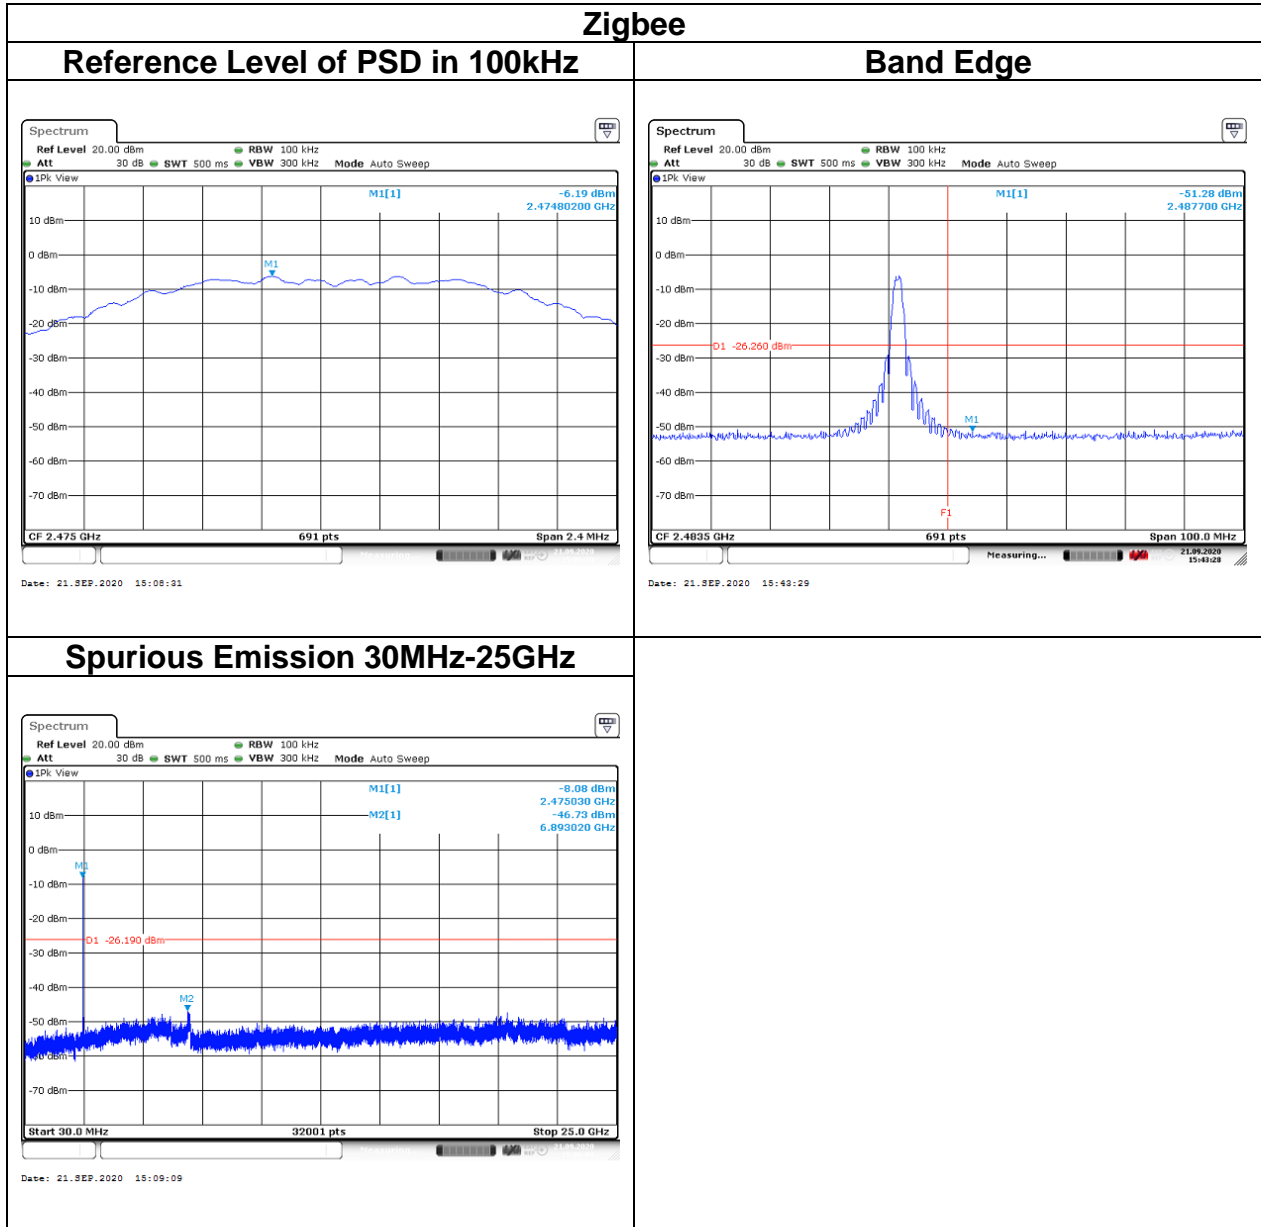 Zigbee
Reference Level of PSD in 100kHz
Band Edge
Spectrum
Ref Level 20.00 dBm RBW 100 kHz
Att 30 dB SWT 500 ms VBW 300 kHz Mode Auto Sweep
1Pk View
M1[1] -6.19 dBm
2.47480200 GHz
10 dBm
0 dBm
M1
-10 dBm
-20 dBm
-30 dBm
-40 dBm
-50 dBm
-60 dBm
-70 dBm
CF 2.475 GHz 691 pts Span 2.4 MHz
Date: 21.SEP.2020 15:08:31
Spectrum
Ref Level 20.00 dBm RBW 100 kHz
Att 30 dB SWT 500 ms VBW 300 kHz Mode Auto Sweep
1Pk View
M1[1] -51.28 dBm
2.487700 GHz
10 dBm
0 dBm
-10 dBm
-20 dBm
D1 -26.260 dBm
-30 dBm
-40 dBm
M1
-50 dBm
-60 dBm
-70 dBm
F1
CF 2.4835 GHz 691 pts Span 100.0 MHz
Measuring... 21.09.2020
15:43:28
Date: 21.SEP.2020 15:43:29
Spurious Emission 30MHz-25GHz
Spectrum
Ref Level 20.00 dBm RBW 100 kHz
Att 30 dB SWT 500 ms VBW 300 kHz Mode Auto Sweep
1Pk View
M1[1] -8.08 dBm
2.475030 GHz
M2[1] -46.73 dBm
6.893020 GHz
10 dBm
0 dBm
M1
-10 dBm
-20 dBm
D1 -26.190 dBm
-30 dBm
-40 dBm
M2
-50 dBm
-60 dBm
-70 dBm
Start 30.0 MHz 32001 pts Stop 25.0 GHz
Date: 21.SEP.2020 15:09:09